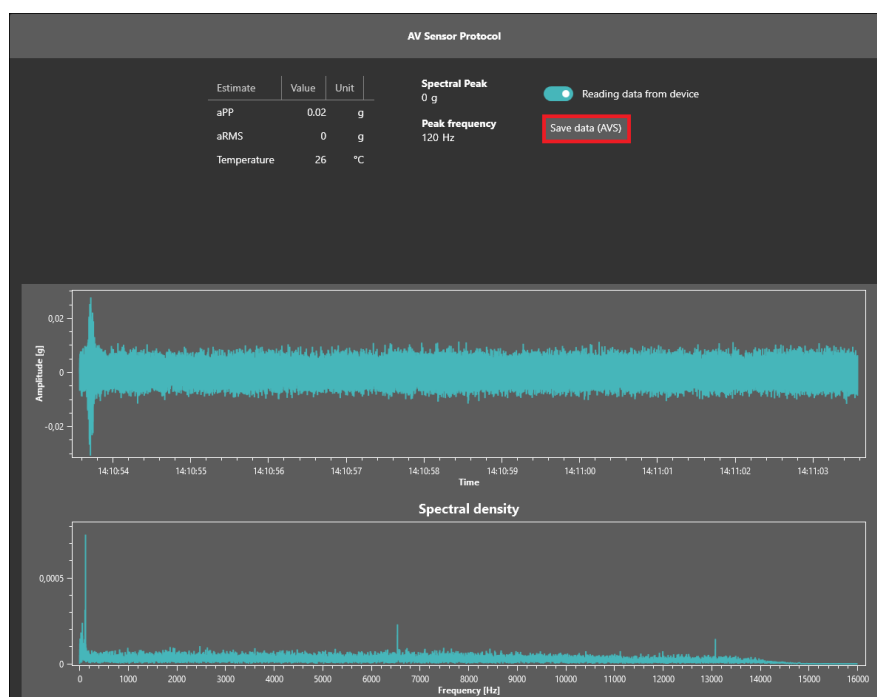 AV Sensor Protocol
Estimate Value Unit
aPP 0.02 g
aRMS 0 g
Temperature 26 °C
Spectral Peak
0 g
Peak frequency
120 Hz
Reading data from device
Save data (AVS)
Amplitude [g]
0,02
0
-0,02
14:10:54 14:10:55 14:10:56 14:10:57 14:10:58 14:10:59 14:11:00 14:11:01 14:11:02 14:11:03
Time
Spectral density
0,0005
0
0 1000 2000 3000 4000 5000 6000 7000 8000 9000 10000 11000 12000 13000 14000 15000 16000
Frequency [Hz]